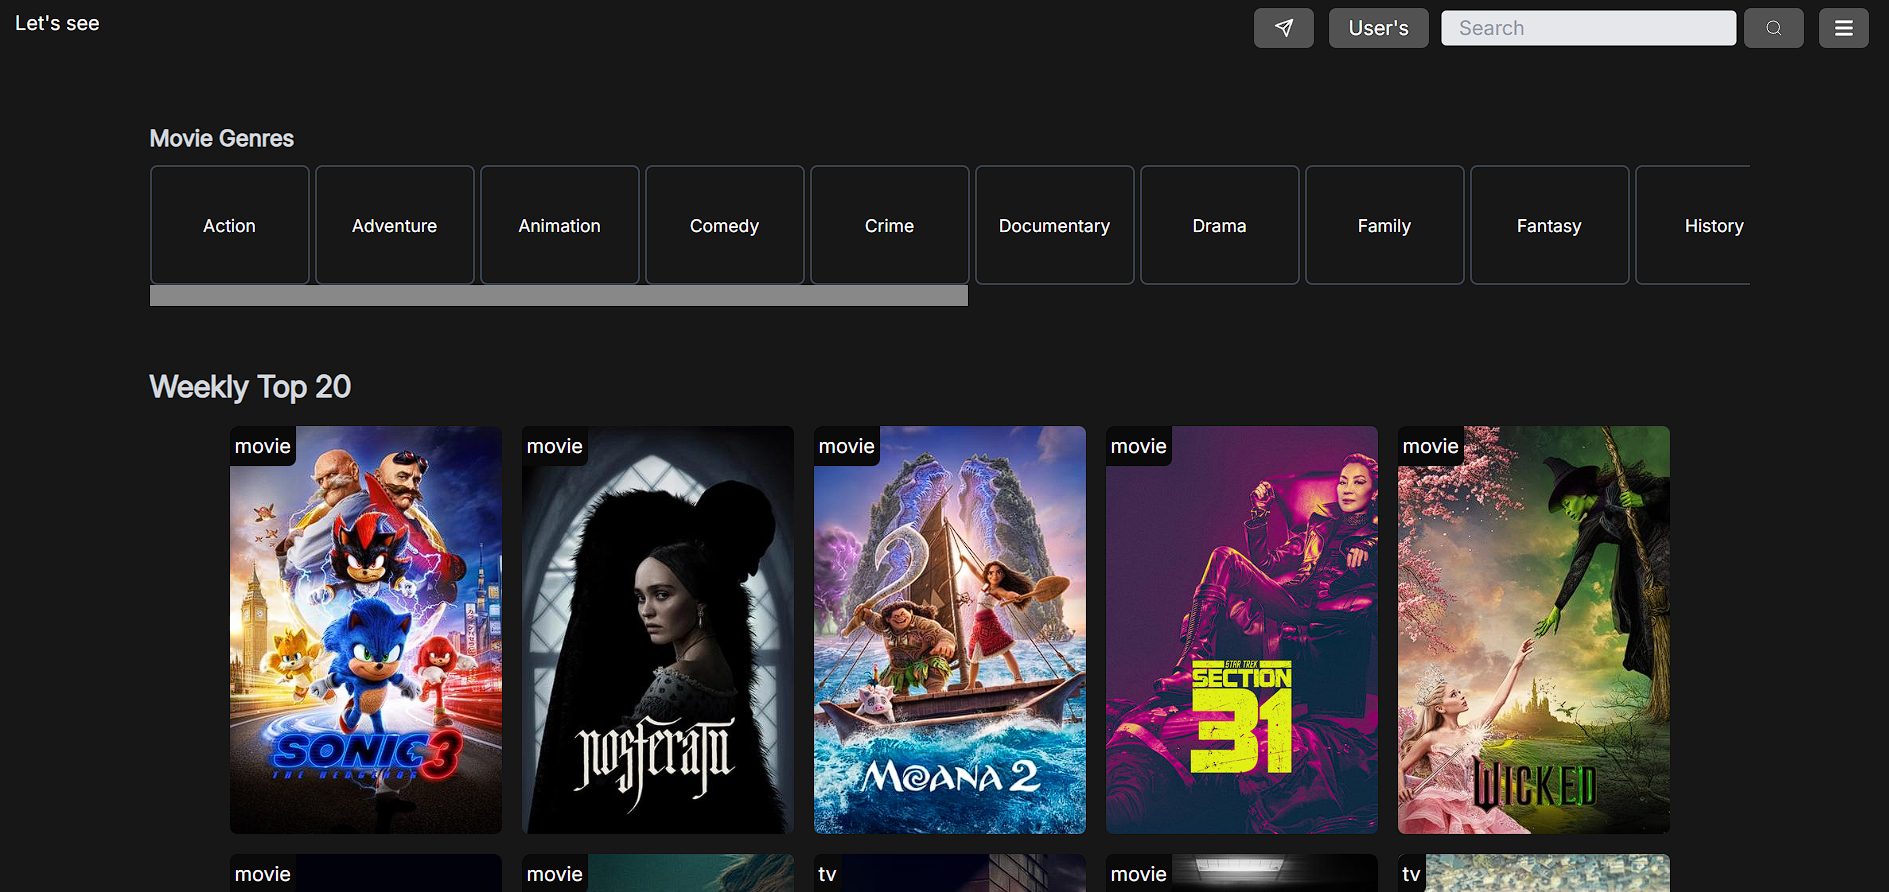 Let's see
User's
Search
Movie Genres
Action
Adventure
Animation
Comedy
Crime
Documentary
Drama
Family
Fantasy
History
Weekly Top 20
movie
movie
movie
movie
movie
SONIC 3
THE HEDGEHOG
nosferatu
MOANA 2
STAR TREK
SECTION
31
WICKED
movie
movie
tv
movie
tv